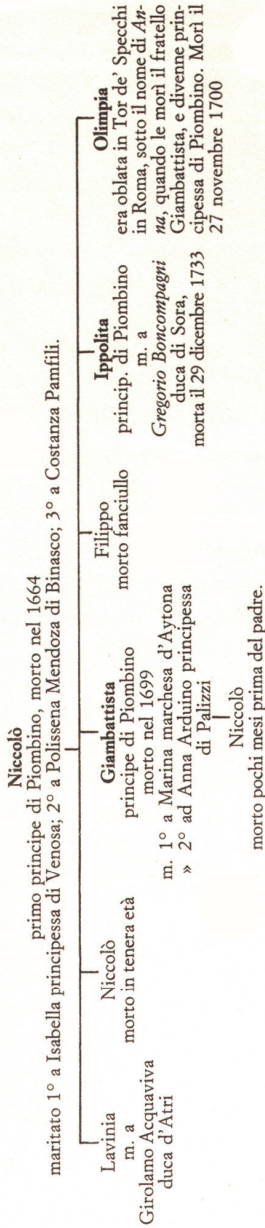 Niccolò
primo principe di Piombino, morto nel 1664
maritato 1° a Isabella principessa di Venosa; 2° a Polissena Mendoza di Binasco; 3° a Costanza Pamfili.
Lavinia
m. a
Girolamo Acquaviva
duca d'Atri
Niccolò
morto in tenera età
Giambattista
principe di Piombino
morto nel 1699
m. 1° a Marina marchesa d'Aytona
» 2° ad Anna Arduino principessa
di Palizzi
Niccolò
morto pochi mesi prima del padre.
Filippo
morto fanciullo
Ippolita
princip. di Piombino
m. a
Gregorio Boncompagni
duca di Sora,
morta il 29 dicembre 1733
Olimpia
era oblata in Tor de' Specchi
in Roma, sotto il nome di An-
na, quando le morì il fratello
Giambattista, e divenne prin-
cipessa di Piombino. Morì il
27 novembre 1700